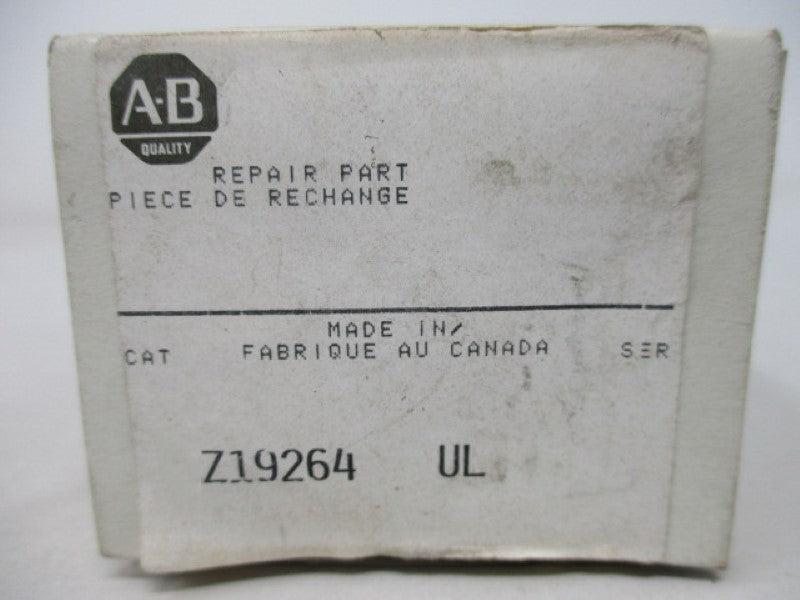 A-B
QUALITY
REPAIR PART
PIECE DE RECHANGE
MADE IN/
CAT FABRIQUE AU CANADA SER
Z19264 UL